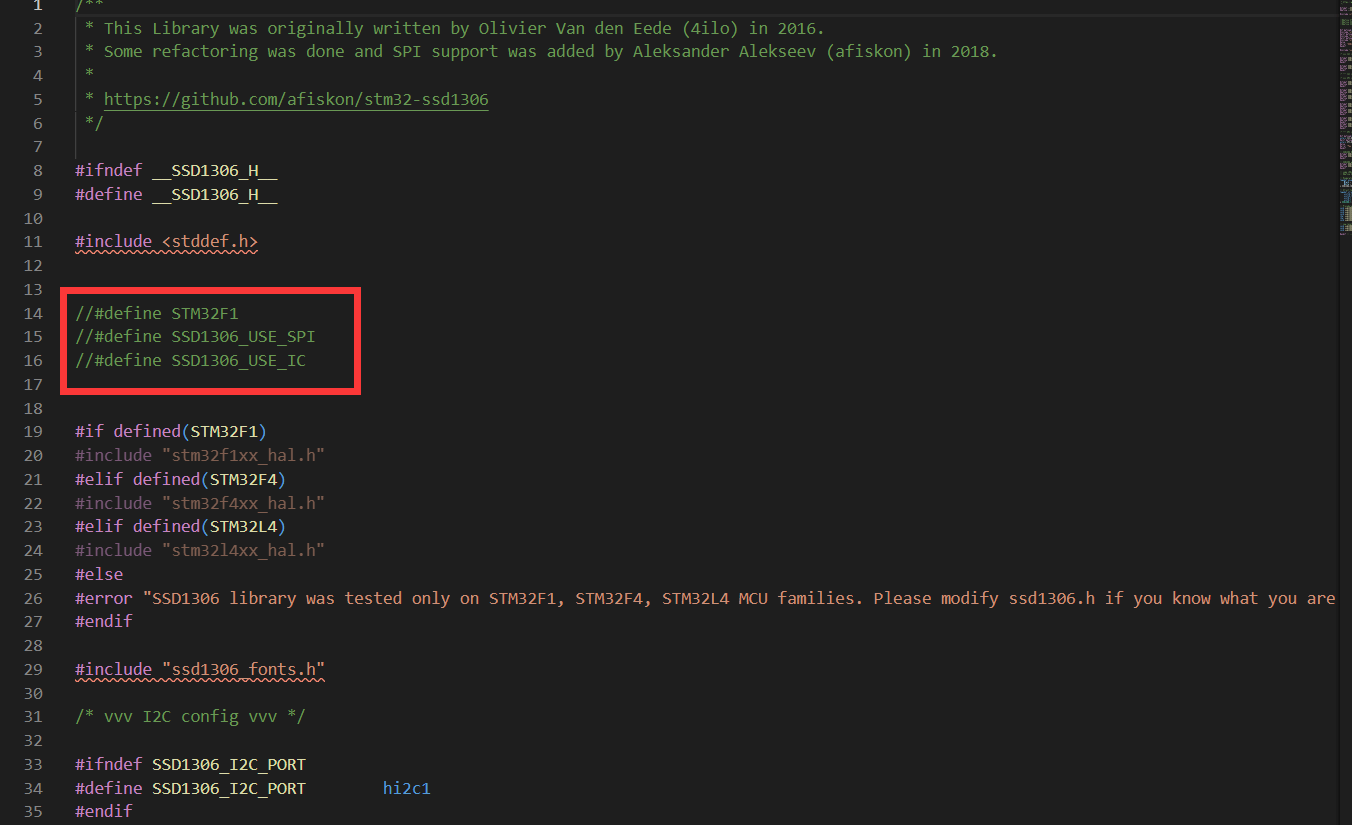 1 /**
2 * This Library was originally written by Olivier Van den Eede (4ilo) in 2016.
3 * Some refactoring was done and SPI support was added by Aleksander Alekseev (afiskon) in 2018.
4 *
5 * https://github.com/afiskon/stm32-ssd1306
6 */
7
8 #ifndef __SSD1306_H__
9 #define __SSD1306_H__
10
11 #include <stddef.h>
12
13
14 //#define STM32F1
15 //#define SSD1306_USE_SPI
16 //#define SSD1306_USE_IC
17
18
19 #if defined(STM32F1)
20 #include "stm32f1xx_hal.h"
21 #elif defined(STM32F4)
22 #include "stm32f4xx_hal.h"
23 #elif defined(STM32L4)
24 #include "stm32l4xx_hal.h"
25 #else
26 #error "SSD1306 library was tested only on STM32F1, STM32F4, STM32L4 MCU families. Please modify ssd1306.h if you know what you are
27 #endif
28
29 #include "ssd1306_fonts.h"
30
31 /* vvv I2C config vvv */
32
33 #ifndef SSD1306_I2C_PORT
34 #define SSD1306_I2C_PORT hi2c1
35 #endif